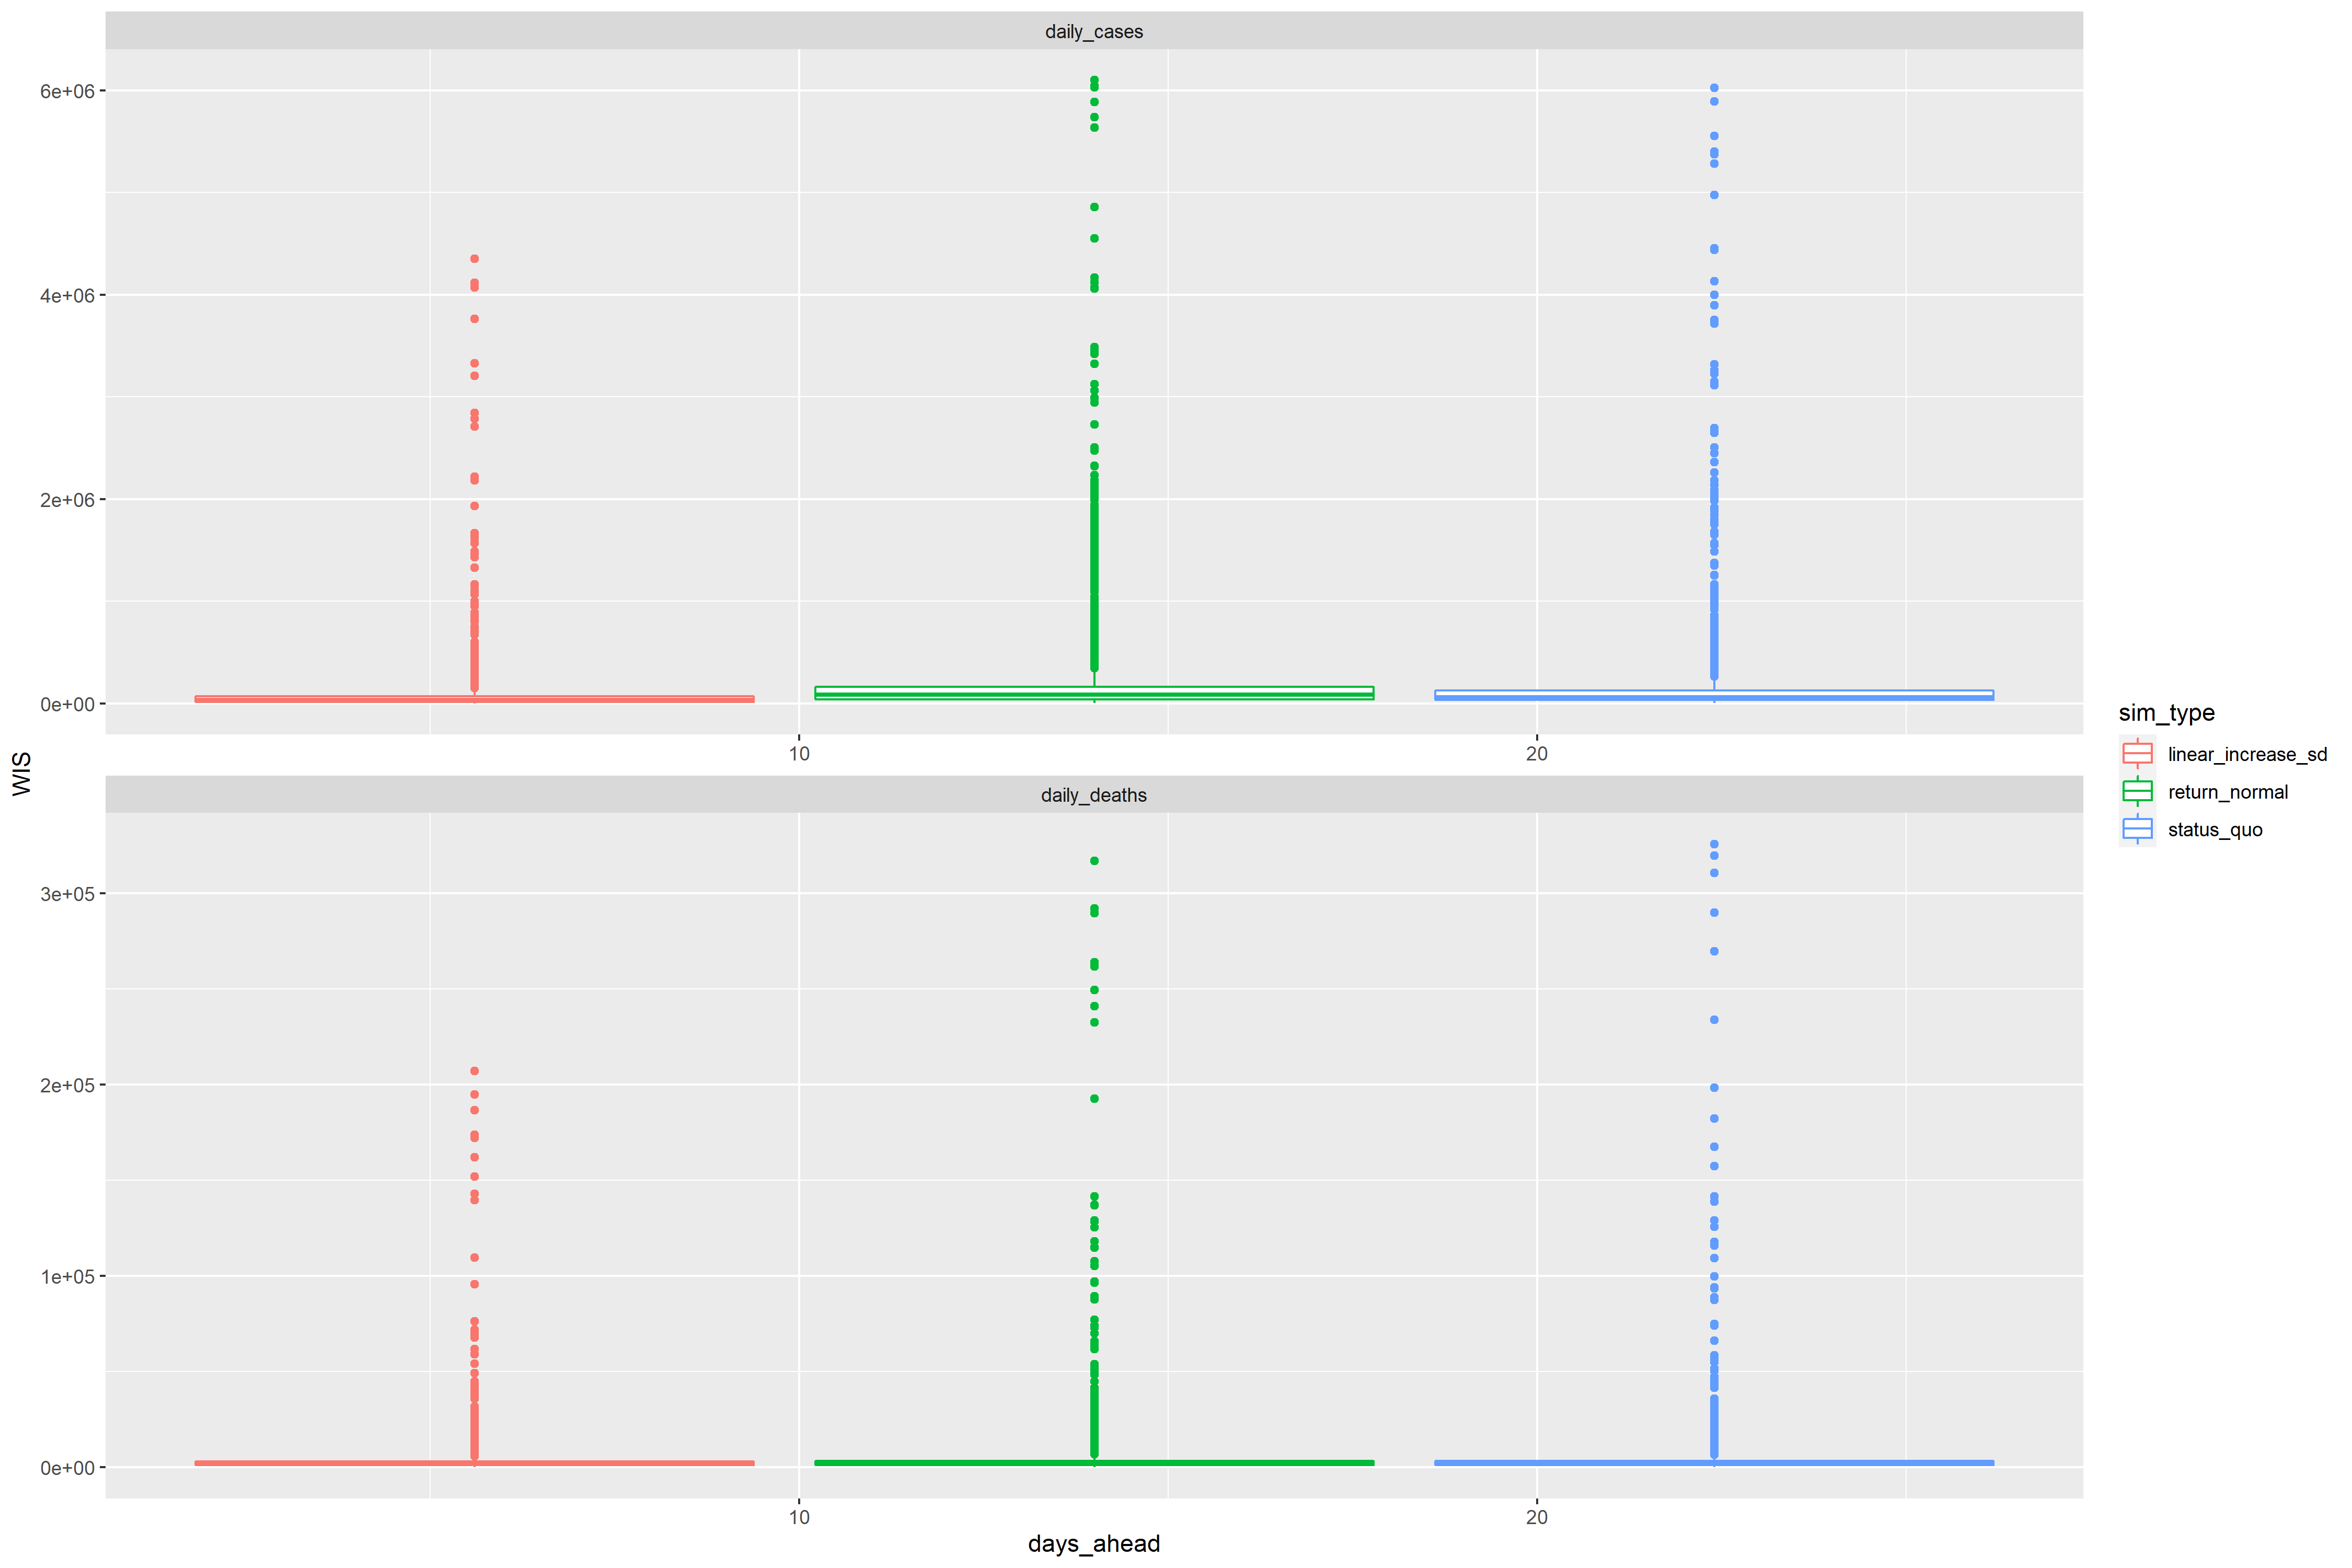 daily_cases
6e+06
4e+06
2e+06
0e+00
10 20
WIS
daily_deaths
3e+05
2e+05
1e+05
0e+00
10 20
days_ahead
sim_type
linear_increase_sd
return_normal
status_quo